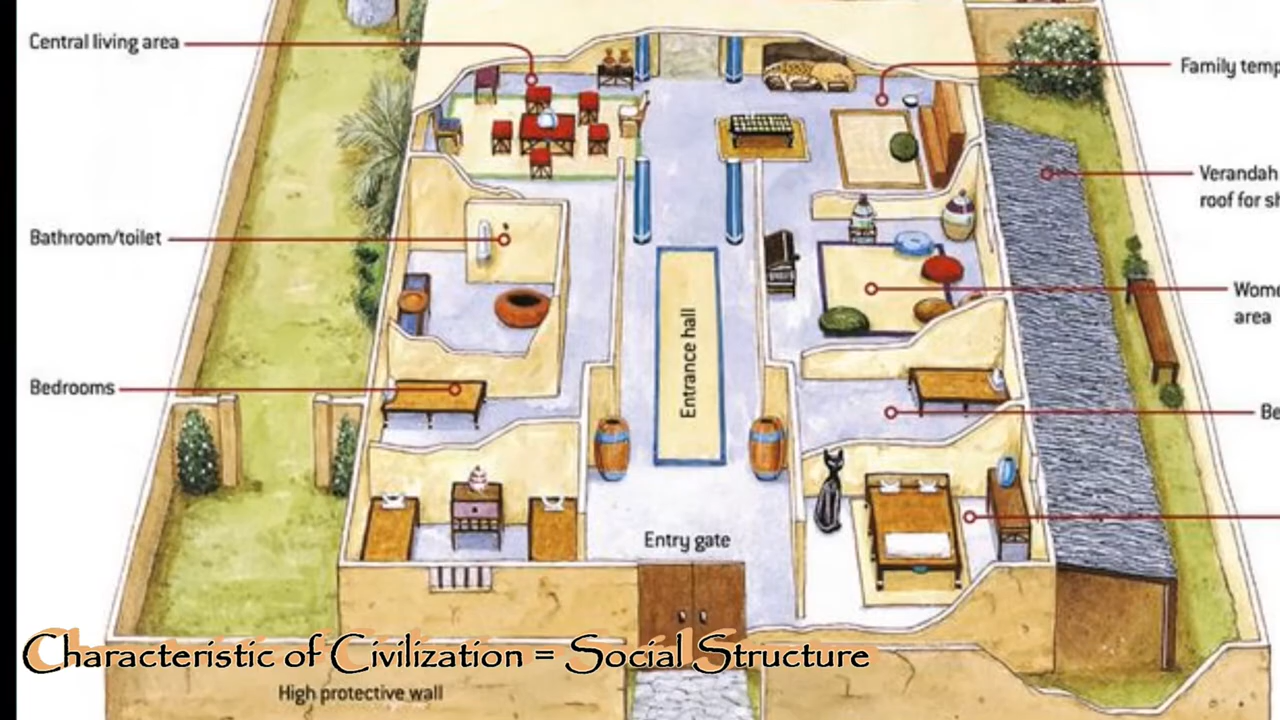 Central living area
Family temp
Verandah
roof for sh
Bathroom/toilet
Wome
area
Bedrooms
Be
Entrance hall
Entry gate
Characteristic of Civilization = Social Structure
High protective wall